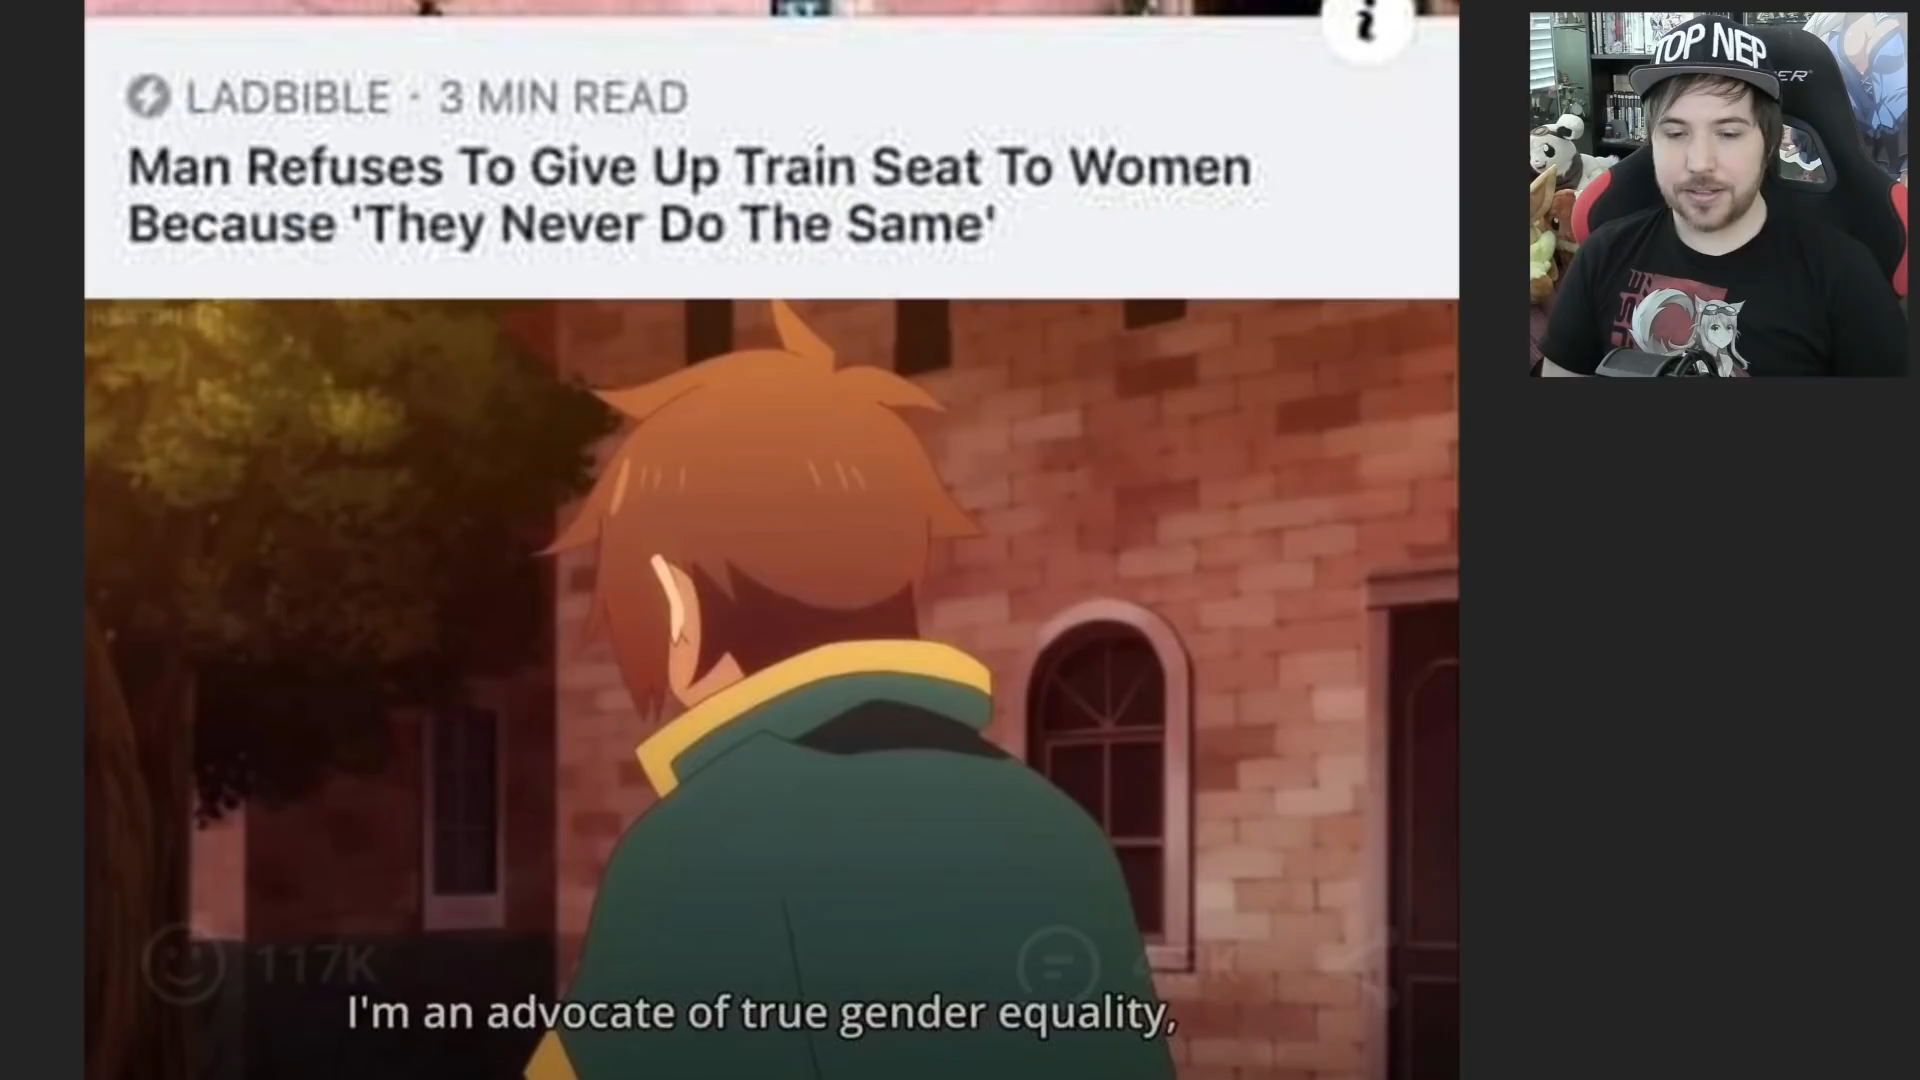 LADBIBLE · 3 MIN READ
Man Refuses To Give Up Train Seat To Women
Because 'They Never Do The Same'
TOP NEP
117K
I'm an advocate of true gender equality,